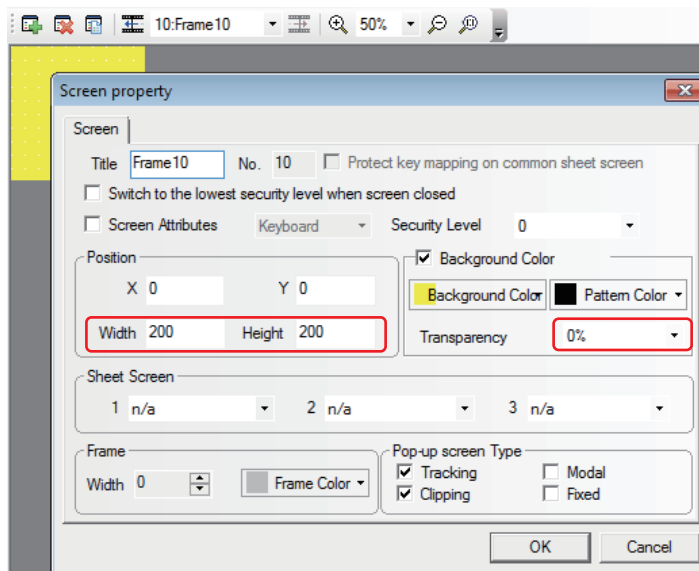 10:Frame10 50%
Screen property
Screen
Title Frame10 No. 10 Protect key mapping on common sheet screen
Switch to the lowest security level when screen closed
Screen Attributes Keyboard Security Level 0
Position
X 0 Y 0
Width 200 Height 200
Background Color
Background Color Pattern Color
Transparency 0%
Sheet Screen
1 n/a 2 n/a 3 n/a
Frame
Width 0 Frame Color
Pop-up screen Type
Tracking Modal
Clipping Fixed
OK Cancel